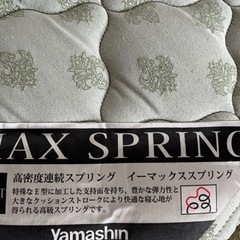 MAX SPRING
高密度連続スプリング イーマックススプリング
特殊なE型に加工した支持面を持ち、豊かな弾力性と
大きなクッションストロークにより快適な寝心地が
得られる高級スプリングです。
Yamashin